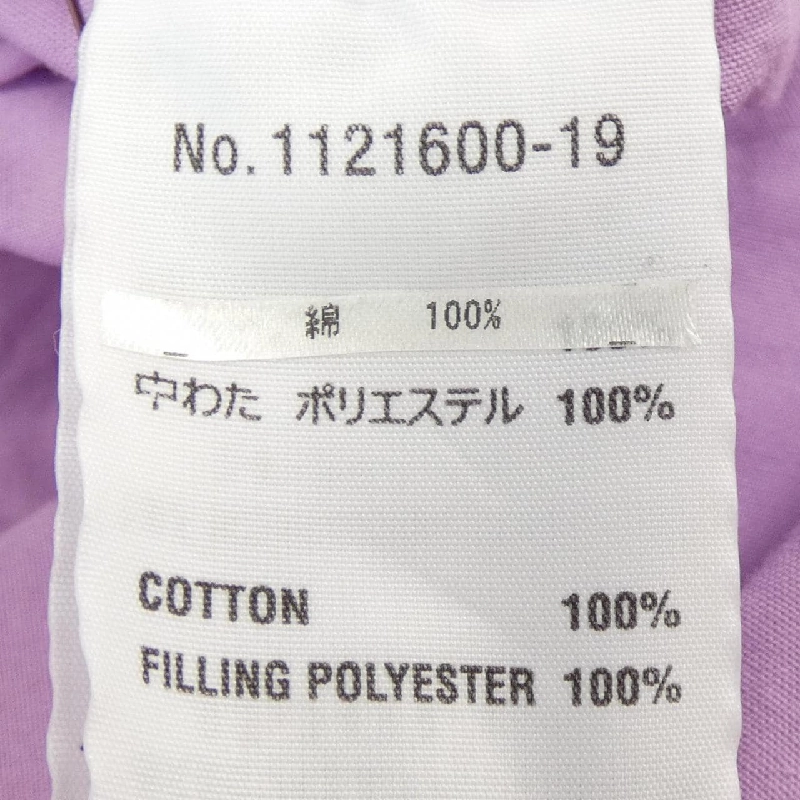 No. 1121600-19
綿 100%
中わた ポリエステル 100%
COTTON 100%
FILLING POLYESTER 100%